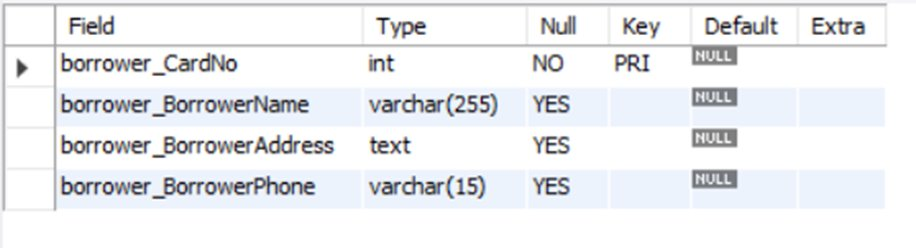 Field Type Null Key Default Extra
borrower_CardNo int NO PRI NULL
borrower_BorrowerName varchar(255) YES NULL
borrower_BorrowerAddress text YES NULL
borrower_BorrowerPhone varchar(15) YES NULL